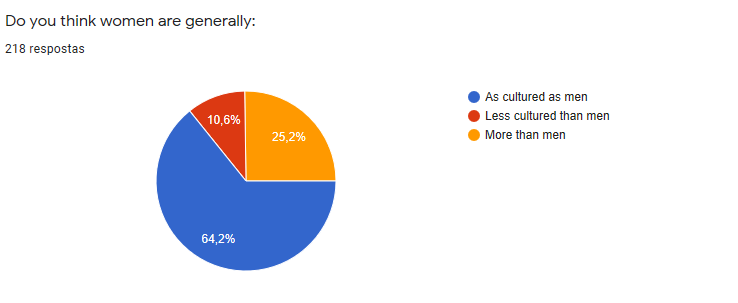 Do you think women are generally:
218 respostas
As cultured as men
Less cultured than men
More than men
10,6%
25,2%
64,2%